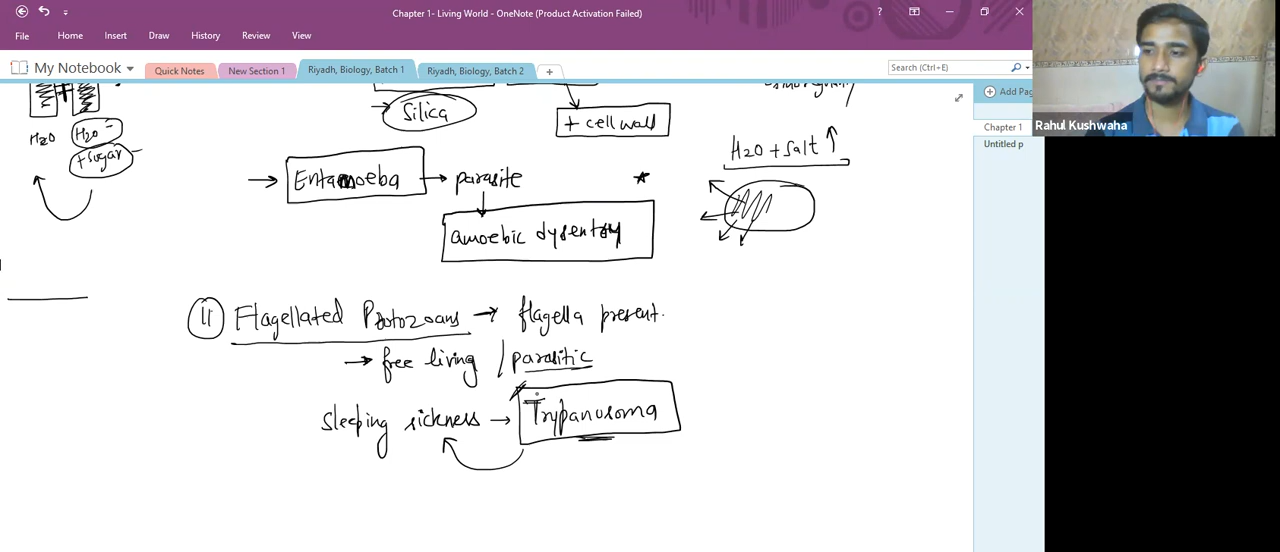 Chapter 1- Living World - OneNote (Product Activation Failed)
?
File Home Insert Draw History Review View
My Notebook
Quick Notes New Section 1 Riyadh, Biology, Batch 1 Riyadh, Biology, Batch 2 +
Search (Ctrl+E)
Add Pag
Chapter 1
Untitled p
Rahul Kushwaha
Silica
+ cell wall
H2O
H2O
+ Sugar
H2O + Salt ↑
→ Entamoeba → parasite
amoebic dysentry
II Flagellated Protozoans → flagella present.
→ free living / parasitic
Sleeping sickness → Trypanosoma